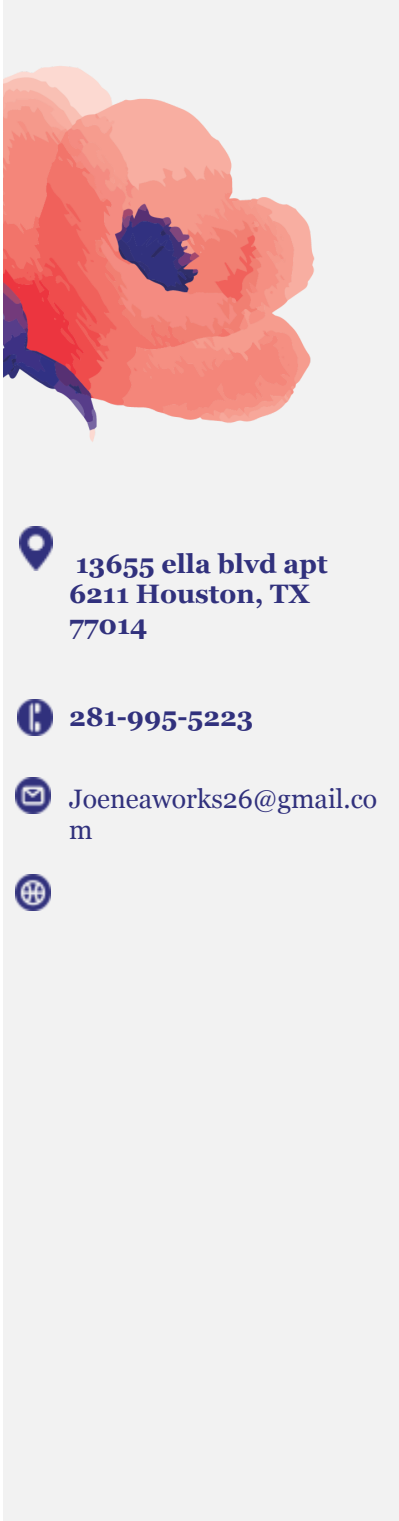 13655 ella blvd apt
6211 Houston, TX
77014
281-995-5223
Joeneaworks26@gmail.co
m